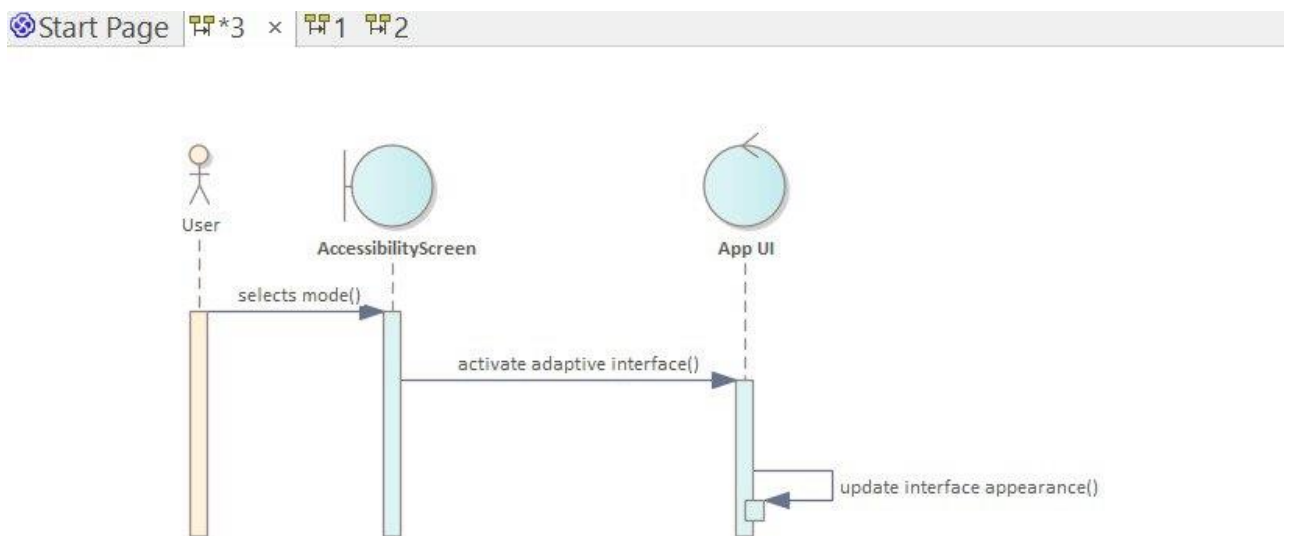 Start Page *3 × 1 2
User
AccessibilityScreen
App UI
selects mode()
activate adaptive interface()
update interface appearance()